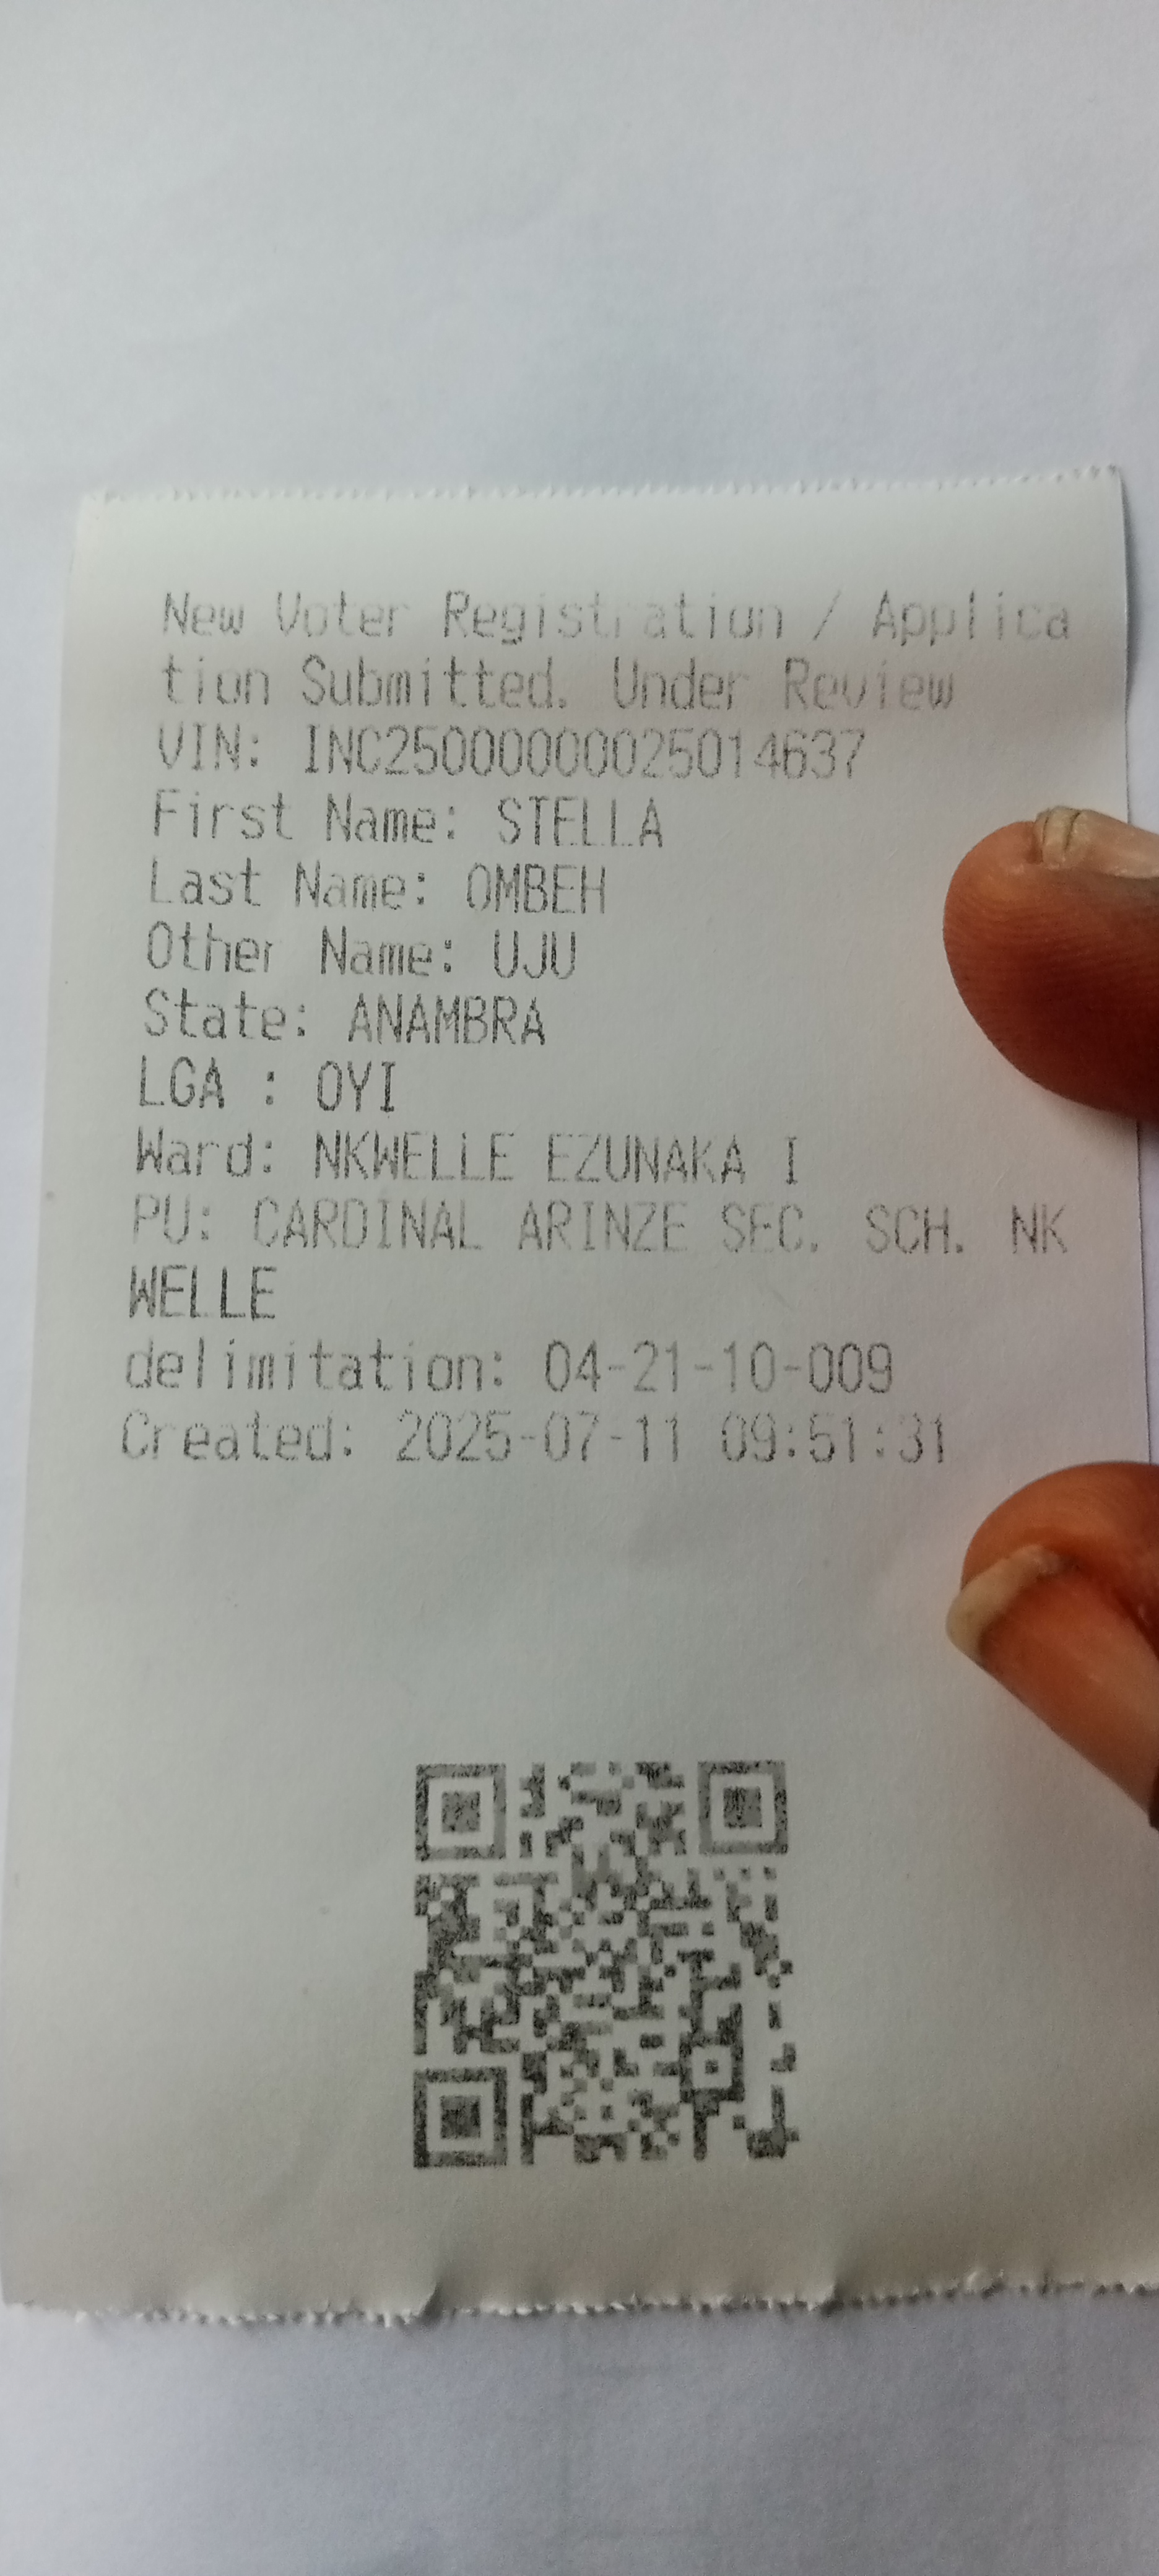 New Voter Registration / Applica
tion Submitted. Under Review
VIN: INC250000000025014637
First Name: STELLA
Last Name: OMBEH
Other Name: UJU
State: ANAMBRA
LGA : OYI
Ward: NKWELLE EZUNAKA I
PU: CARDINAL ARINZE SEC. SCH. NK
WELLE
delimitation: 04-21-10-009
Created: 2025-07-11 09:51:31